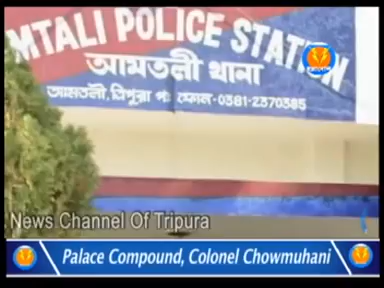 MTALI POLICE STATION
আমতলী থানা
আমতলী, ত্রিপুরা পঃ ফোন-0381-2370385
News Channel Of Tripura
Palace Compound, Colonel Chowmuhani